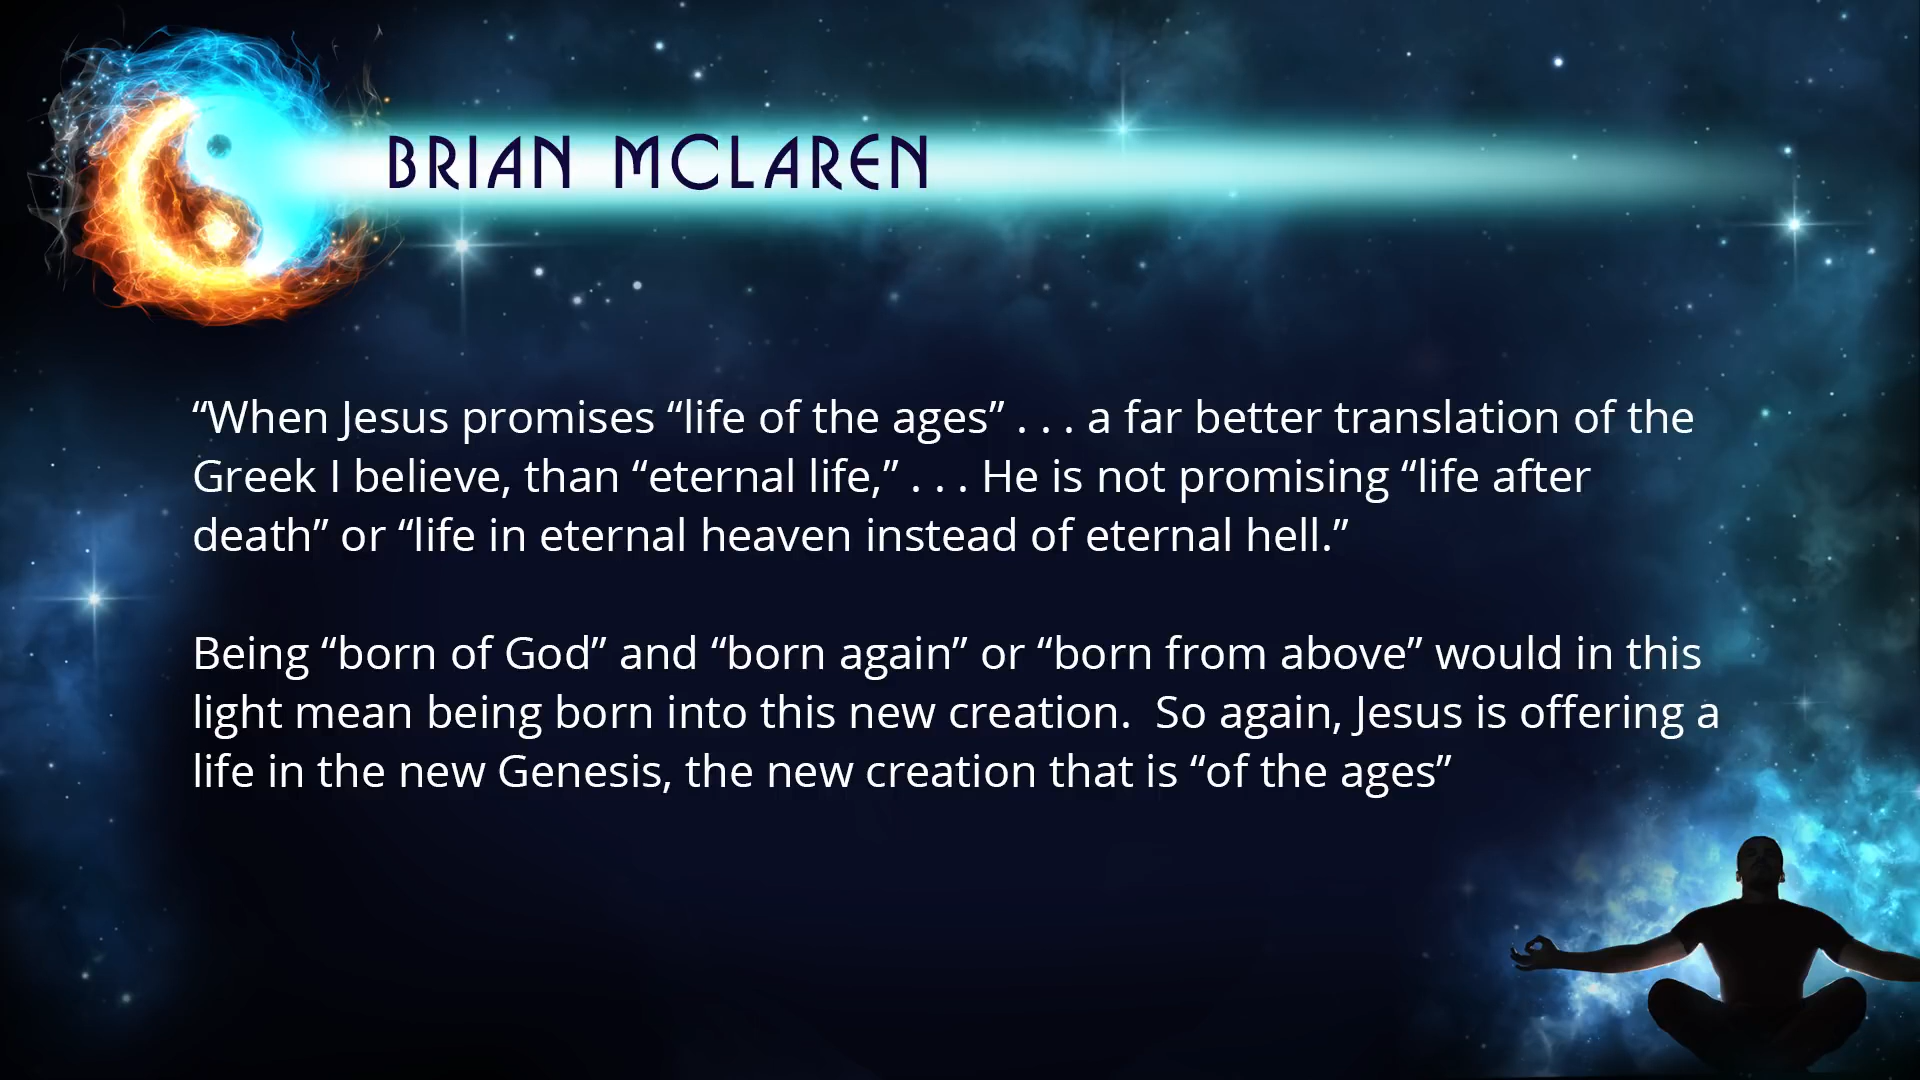 BRIAN MCLAREN
“When Jesus promises “life of the ages” . . . a far better translation of the
Greek I believe, than “eternal life,” . . . He is not promising “life after
death” or “life in eternal heaven instead of eternal hell.”
Being “born of God” and “born again” or “born from above” would in this
light mean being born into this new creation.  So again, Jesus is offering a
life in the new Genesis, the new creation that is “of the ages”